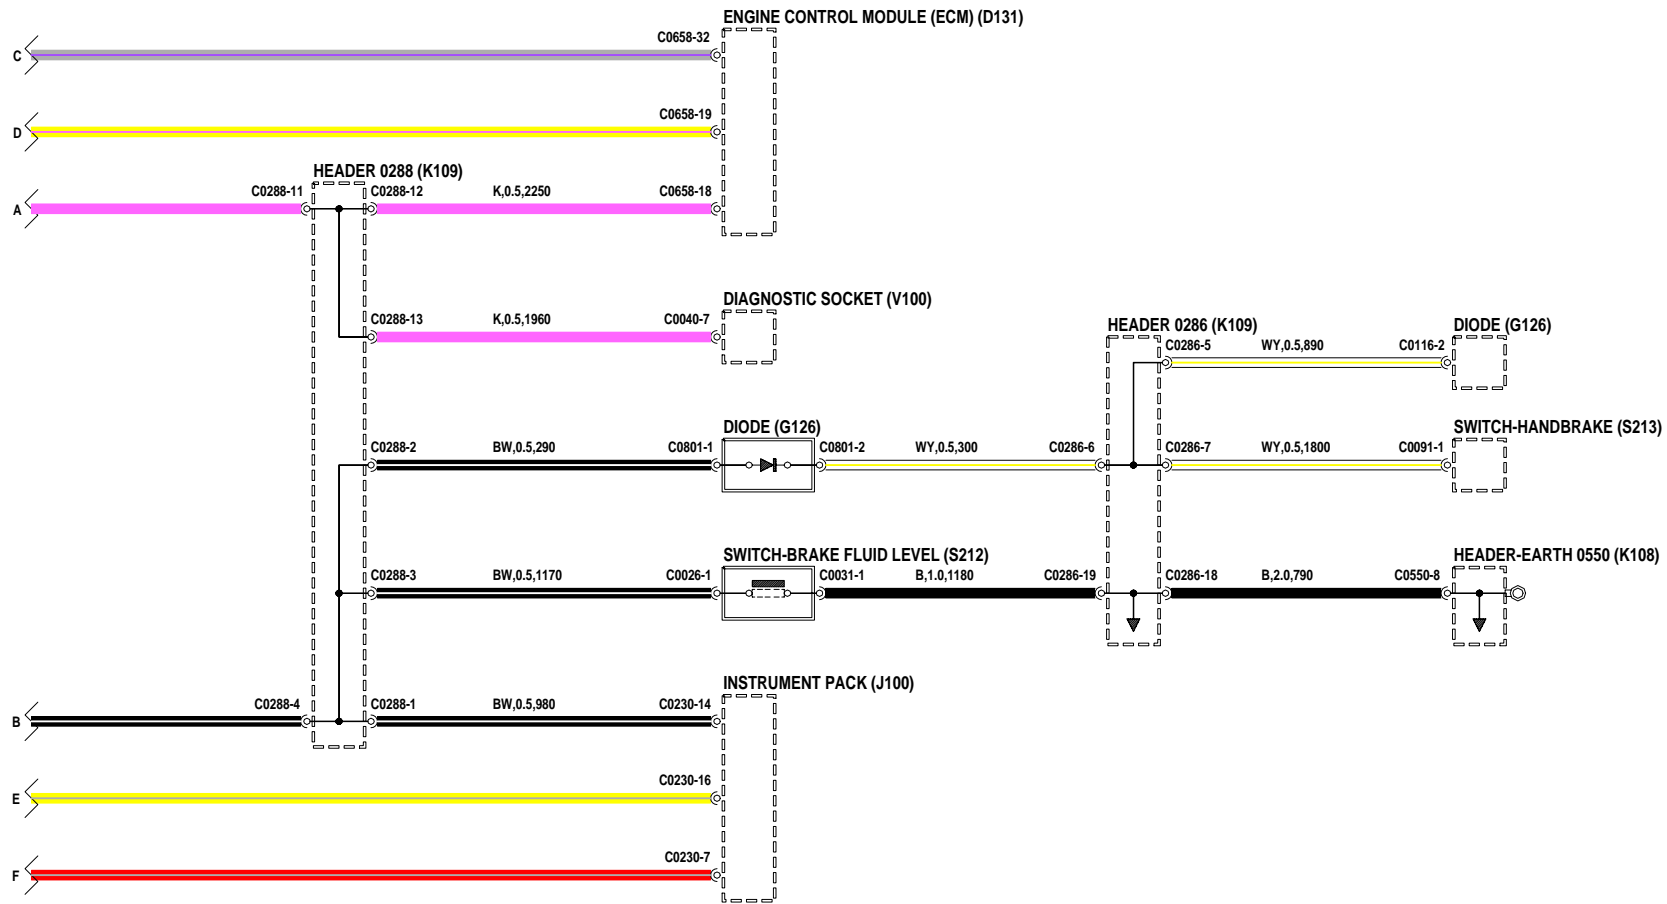 ENGINE CONTROL MODULE (ECM) (D131)
C0658-32
C
C0658-19
D
HEADER 0288 (K109)
C0288-11 C0288-12 K,0.5,2250 C0658-18
A
DIAGNOSTIC SOCKET (V100)
C0288-13 K,0.5,1960 C0040-7
HEADER 0286 (K109) DIODE (G126)
C0286-5 WY,0.5,890 C0116-2
DIODE (G126) SWITCH-HANDBRAKE (S213)
C0288-2 BW,0.5,290 C0801-1 C0801-2 WY,0.5,300 C0286-6 C0286-7 WY,0.5,1800 C0091-1
SWITCH-BRAKE FLUID LEVEL (S212) HEADER-EARTH 0550 (K108)
C0288-3 BW,0.5,1170 C0026-1 C0031-1 B,1.0,1180 C0286-19 C0286-18 B,2.0,790 C0550-8
INSTRUMENT PACK (J100)
C0288-4 C0288-1 BW,0.5,980 C0230-14
B
C0230-16
E
C0230-7
F